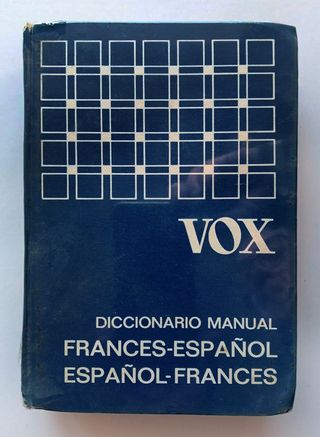 VOX
DICCIONARIO MANUAL
FRANCES-ESPAÑOL
ESPAÑOL-FRANCES